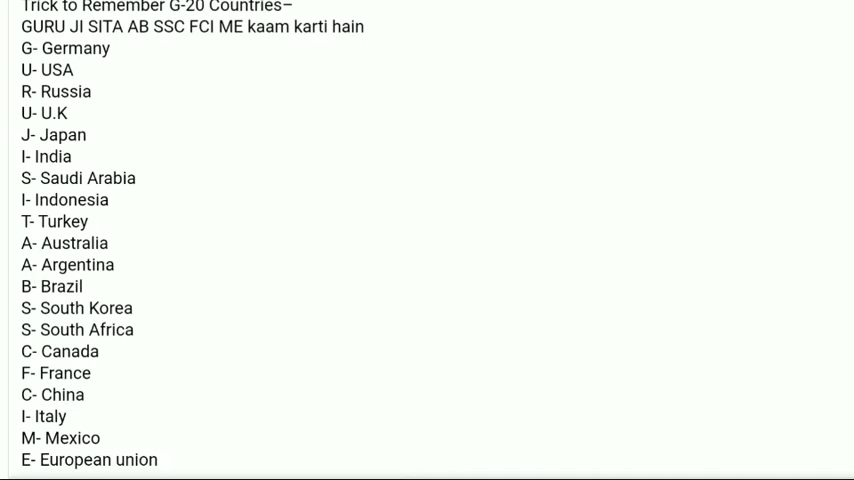 Trick to Remember G-20 Countries–
GURU JI SITA AB SSC FCI ME kaam karti hain
G- Germany
U- USA
R- Russia
U- U.K
J- Japan
I- India
S- Saudi Arabia
I- Indonesia
T- Turkey
A- Australia
A- Argentina
B- Brazil
S- South Korea
S- South Africa
C- Canada
F- France
C- China
I- Italy
M- Mexico
E- European union